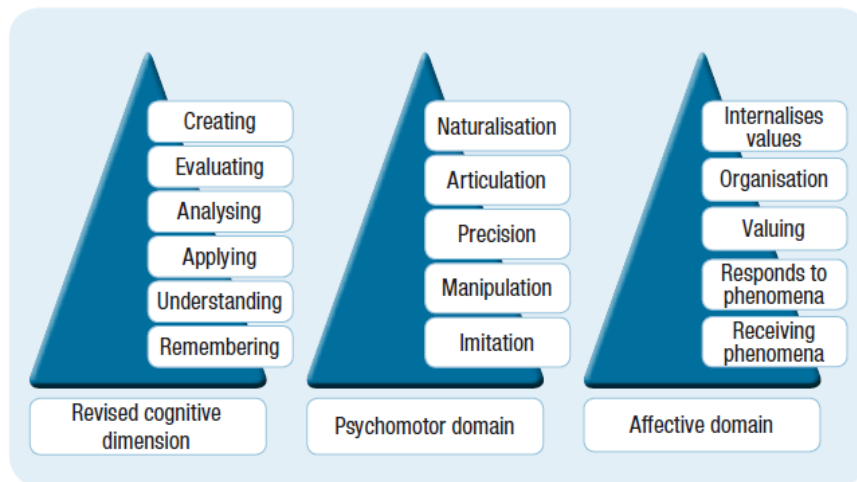 Creating
Evaluating
Analysing
Applying
Understanding
Remembering
Revised cognitive
dimension
Naturalisation
Articulation
Precision
Manipulation
Imitation
Psychomotor domain
Internalises
values
Organisation
Valuing
Responds to
phenomena
Receiving
phenomena
Affective domain